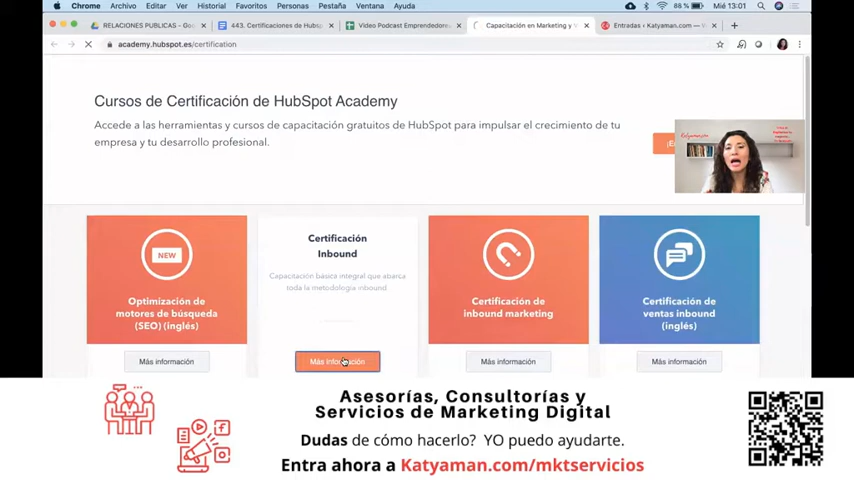 Chrome Archivo Editar Ver Historial Favoritos Personas Pestaña Ventana Ayuda 88 % Mié 13:01
RELACIONES PUBLICAS - Go
443. Certificaciones de Hubs
Video Podcast Emprendedore
Capacitación en Marketing y V
Entradas ‹ Katyaman.com — V
academy.hubspot.es/certification
Cursos de Certificación de HubSpot Academy
Accede a las herramientas y cursos de capacitación gratuitos de HubSpot para impulsar el crecimiento de tu
empresa y tu desarrollo profesional.
NEW
Optimización de
motores de búsqueda
(SEO) (inglés)
Más información
Certificación
Inbound
Capacitación básica integral que abarca
toda la metodología inbound
Más información
Certificación de
inbound marketing
Más información
Certificación de
ventas inbound
(inglés)
Más información
Asesorías, Consultorías y
Servicios de Marketing Digital
Dudas de cómo hacerlo? YO puedo ayudarte.
Entra ahora a Katyaman.com/mktservicios